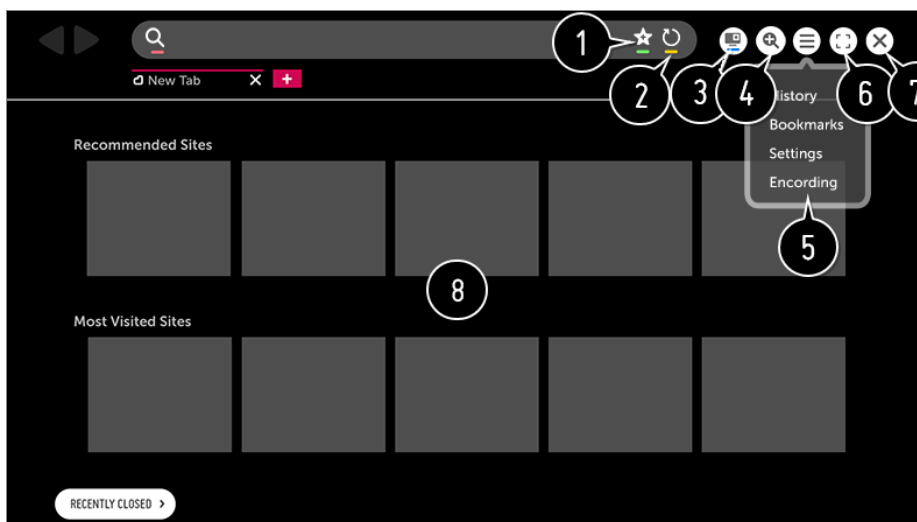 1
2
3
4
6
7
New Tab
History
Bookmarks
Settings
Encording
5
Recommended Sites
8
Most Visited Sites
RECENTLY CLOSED >